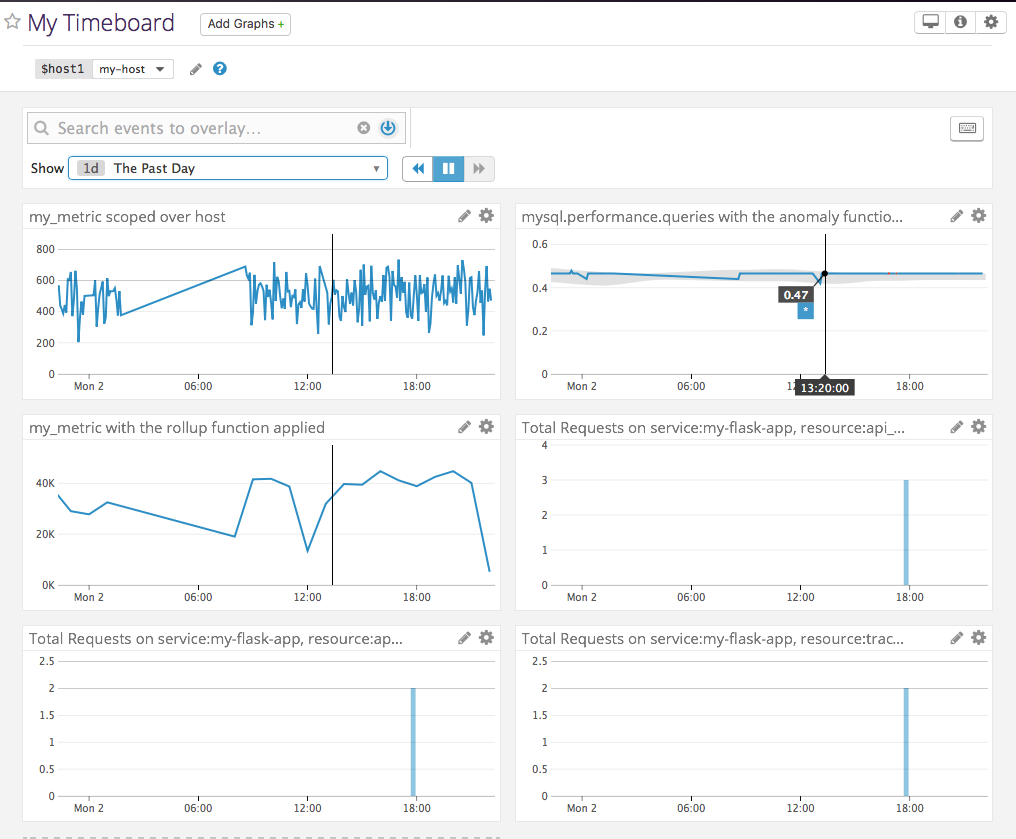 My Timeboard
Add Graphs +
$host1 my-host
?
Search events to overlay...
Show 1d The Past Day
my_metric scoped over host
800
600
400
200
0
Mon 2 06:00 12:00 18:00
mysql.performance.queries with the anomaly functio...
0.6
0.4
0.2
0
0.47
*
Mon 2 06:00 12 13:20:00 18:00
my_metric with the rollup function applied
40K
20K
0K
Mon 2 06:00 12:00 18:00
Total Requests on service:my-flask-app, resource:api_...
4
3
2
1
0
Mon 2 06:00 12:00 18:00
Total Requests on service:my-flask-app, resource:ap...
2.5
2
1.5
1
0.5
0
Mon 2 06:00 12:00 18:00
Total Requests on service:my-flask-app, resource:trac...
2.5
2
1.5
1
0.5
0
Mon 2 06:00 12:00 18:00